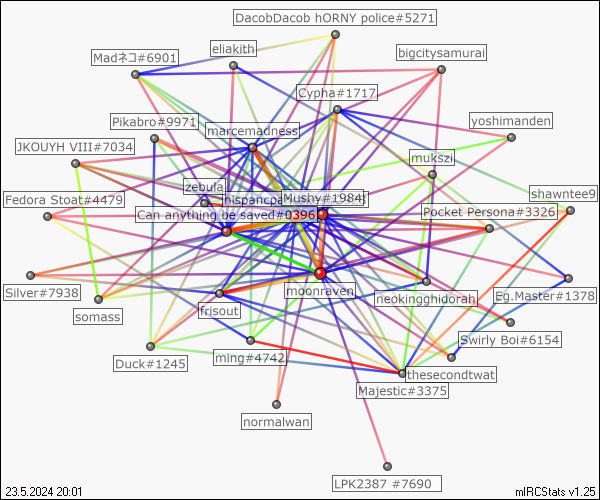 DacobDacob hORNY police#5271
eliakith
Madネコ#6901
bigcitysamurai
Cypha#1717
Pikabro#9971
yoshimanden
marcemadness
JKOUYH VIII#7034
mukszi
zebula
shawntee9
Fedora Stoat#4479
hispancpa
Mushy#1984
Pocket Persona#3326
Can anything be saved#0396
Silver#7938
moonraven
neokingghidorah
Eg.Master#1378
somass
frisout
Swirly Boi#6154
Duck#1245
ming#4742
thesecondtwat
Majestic#3375
normalwan
LPK2387 #7690
23.5.2024 20:01
mIRCStats v1.25